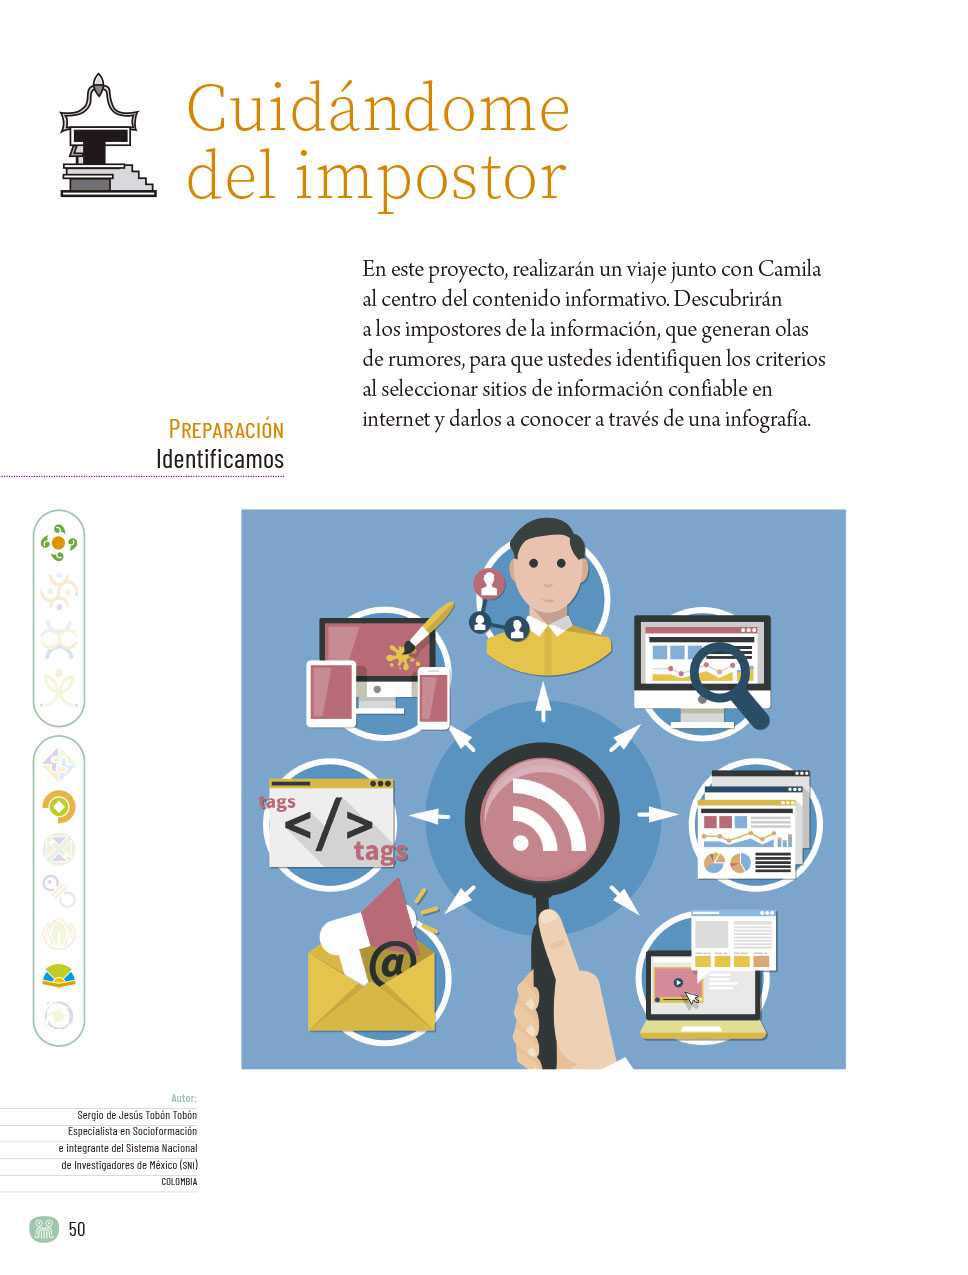 Cuidándome
del impostor
En este proyecto, realizarán un viaje junto con Camila
al centro del contenido informativo. Descubrirán
a los impostores de la información, que generan olas
de rumores, para que ustedes identifiquen los criterios
al seleccionar sitios de información confiable en
internet y darlos a conocer a través de una infografía.
PREPARACIÓN
Identificamos
tags
</>
tags
@
Autor:
Sergio de Jesús Tobón Tobón
Especialista en Socioformación
e integrante del Sistema Nacional
de Investigadores de México (SNI)
COLOMBIA
50